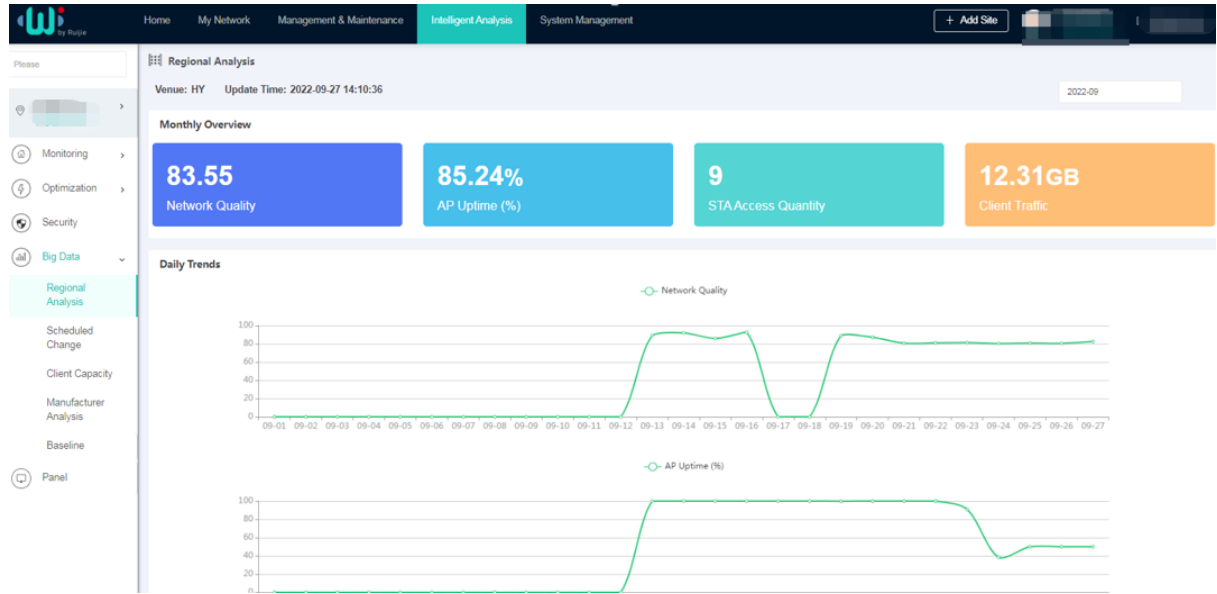 by Ruijie
Home My Network Management & Maintenance Intelligent Analysis System Management + Add Site
Please
Regional Analysis
Venue: HY Update Time: 2022-09-27 14:10:36
2022-09
Monthly Overview
83.55
Network Quality
85.24%
AP Uptime (%)
9
STA Access Quantity
12.31GB
Client Traffic
Monitoring
Optimization
Security
Big Data
Regional
Analysis
Scheduled
Change
Client Capacity
Manufacturer
Analysis
Baseline
Panel
Daily Trends
Network Quality
100
80
60
40
20
0
09-01 09-02 09-03 09-04 09-05 09-06 09-07 09-08 09-09 09-10 09-11 09-12 09-13 09-14 09-15 09-16 09-17 09-18 09-19 09-20 09-21 09-22 09-23 09-24 09-25 09-26 09-27
AP Uptime (%)
100
80
60
40
20
0